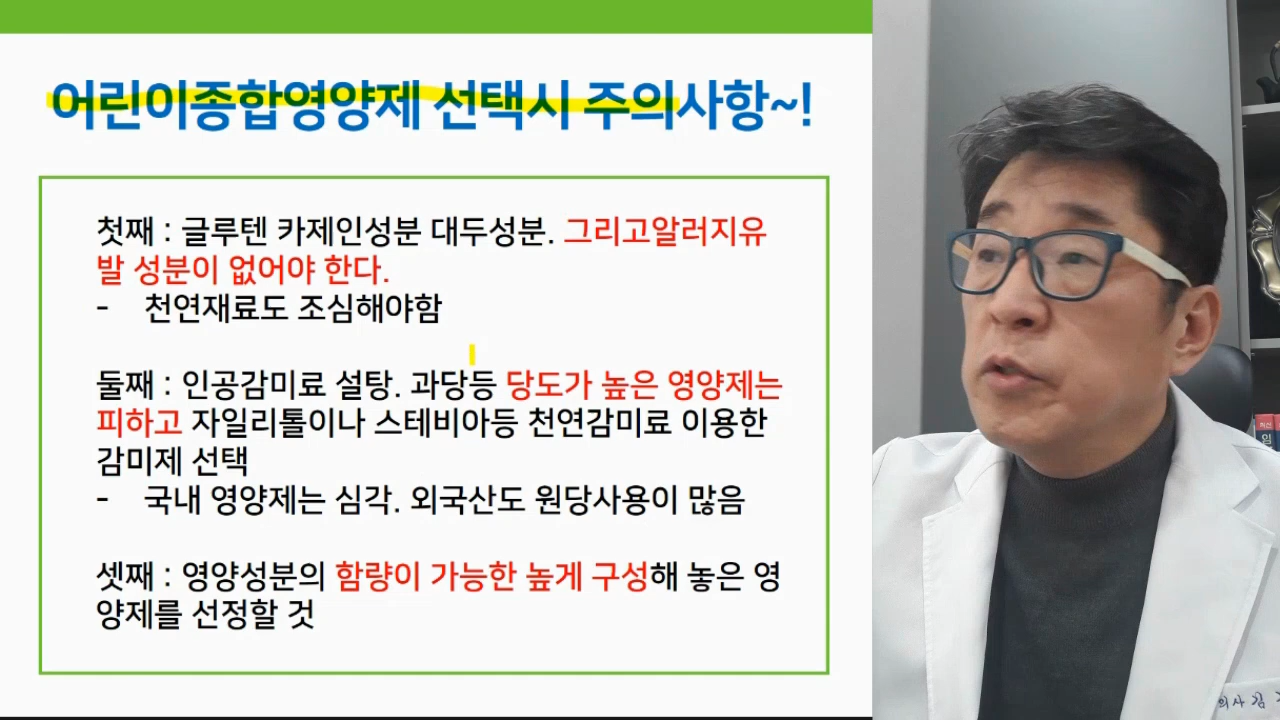 어린이종합영양제 선택시 주의사항~!
첫째 : 글루텐 카제인성분 대두성분. 그리고알러지유
발 성분이 없어야 한다.
- 천연재료도 조심해야함
둘째 : 인공감미료 설탕. 과당등 당도가 높은 영양제는
피하고 자일리톨이나 스테비아등 천연감미료 이용한
감미제 선택
- 국내 영양제는 심각. 외국산도 원당사용이 많음
셋째 : 영양성분의 함량이 가능한 높게 구성해 놓은 영
양제를 선정할 것
의사 김